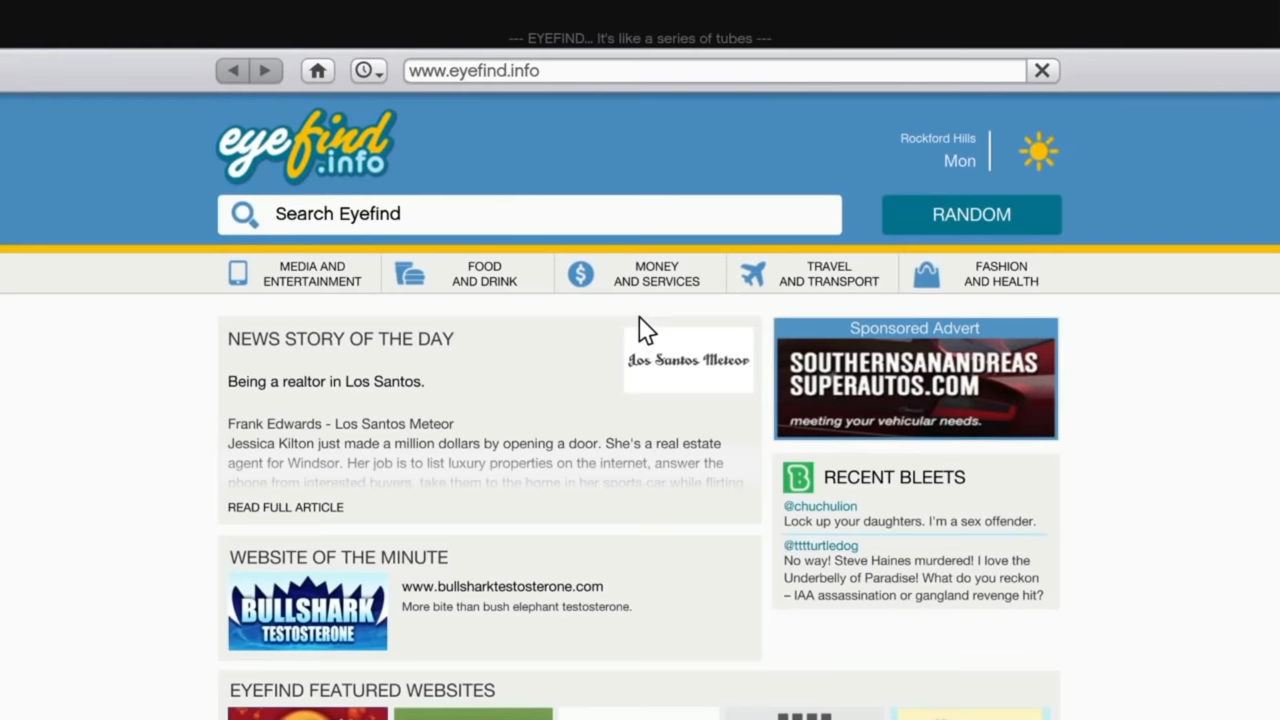 --- EYEFIND... It's like a series of tubes ---
www.eyefind.info
eyefind
.info
Rockford Hills
Mon
Search Eyefind
RANDOM
MEDIA AND
ENTERTAINMENT
FOOD
AND DRINK
MONEY
AND SERVICES
TRAVEL
AND TRANSPORT
FASHION
AND HEALTH
NEWS STORY OF THE DAY
Los Santos Meteor
Being a realtor in Los Santos.
Frank Edwards - Los Santos Meteor
Jessica Kilton just made a million dollars by opening a door. She's a real estate
agent for Windsor. Her job is to list luxury properties on the internet, answer the
phone from interested buyers, take them to the home in her sports car while flirting
READ FULL ARTICLE
Sponsored Advert
SOUTHERNSANANDREAS
SUPERAUTOS.COM
meeting your vehicular needs.
B
RECENT BLEETS
@chuchulion
Lock up your daughters. I'm a sex offender.
@tttturtledog
No way! Steve Haines murdered! I love the
Underbelly of Paradise! What do you reckon
– IAA assassination or gangland revenge hit?
WEBSITE OF THE MINUTE
BULLSHARK
TESTOSTERONE
www.bullsharktestosterone.com
More bite than bush elephant testosterone.
EYEFIND FEATURED WEBSITES